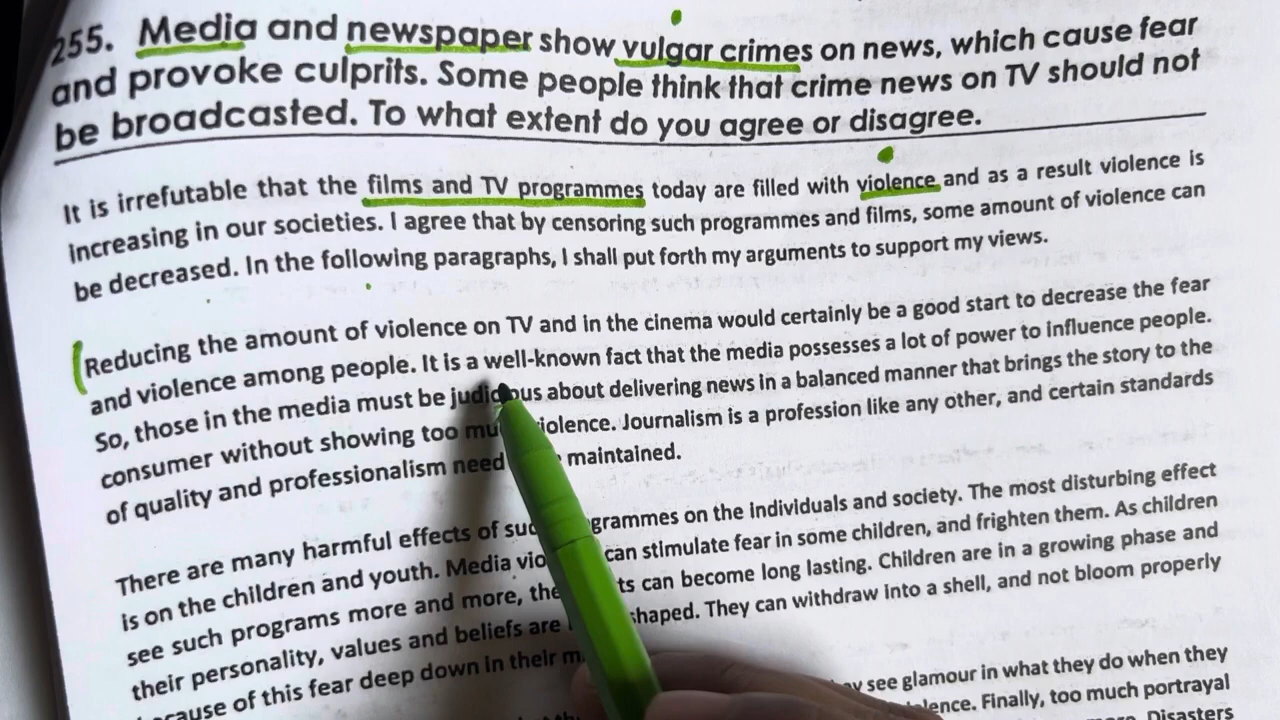 255. Media and newspaper show vulgar crimes on news, which cause fear
and provoke culprits. Some people think that crime news on TV should not
be broadcasted. To what extent do you agree or disagree.
It is irrefutable that the films and TV programmes today are filled with violence and as a result violence is
increasing in our societies. I agree that by censoring such programmes and films, some amount of violence can
be decreased. In the following paragraphs, I shall put forth my arguments to support my views.
Reducing the amount of violence on TV and in the cinema would certainly be a good start to decrease the fear
and violence among people. It is a well-known fact that the media possesses a lot of power to influence people.
So, those in the media must be about delivering news in a balanced manner that brings the story to the
consumer without showing too Journalism is a profession like any other, and certain standards
of quality and professionalism need maintained.
There are many harmful effects of on the individuals and society. The most disturbing effect
is on the children and youth. Media can stimulate fear in some children, and frighten them. As children
see such programs more and more, can become long lasting. Children are in a growing phase and
their personality, values and beliefs are They can withdraw into a shell, and not bloom properly
of this fear deep down in their
see glamour in what they do when they
Finally, too much portrayal
Disasters